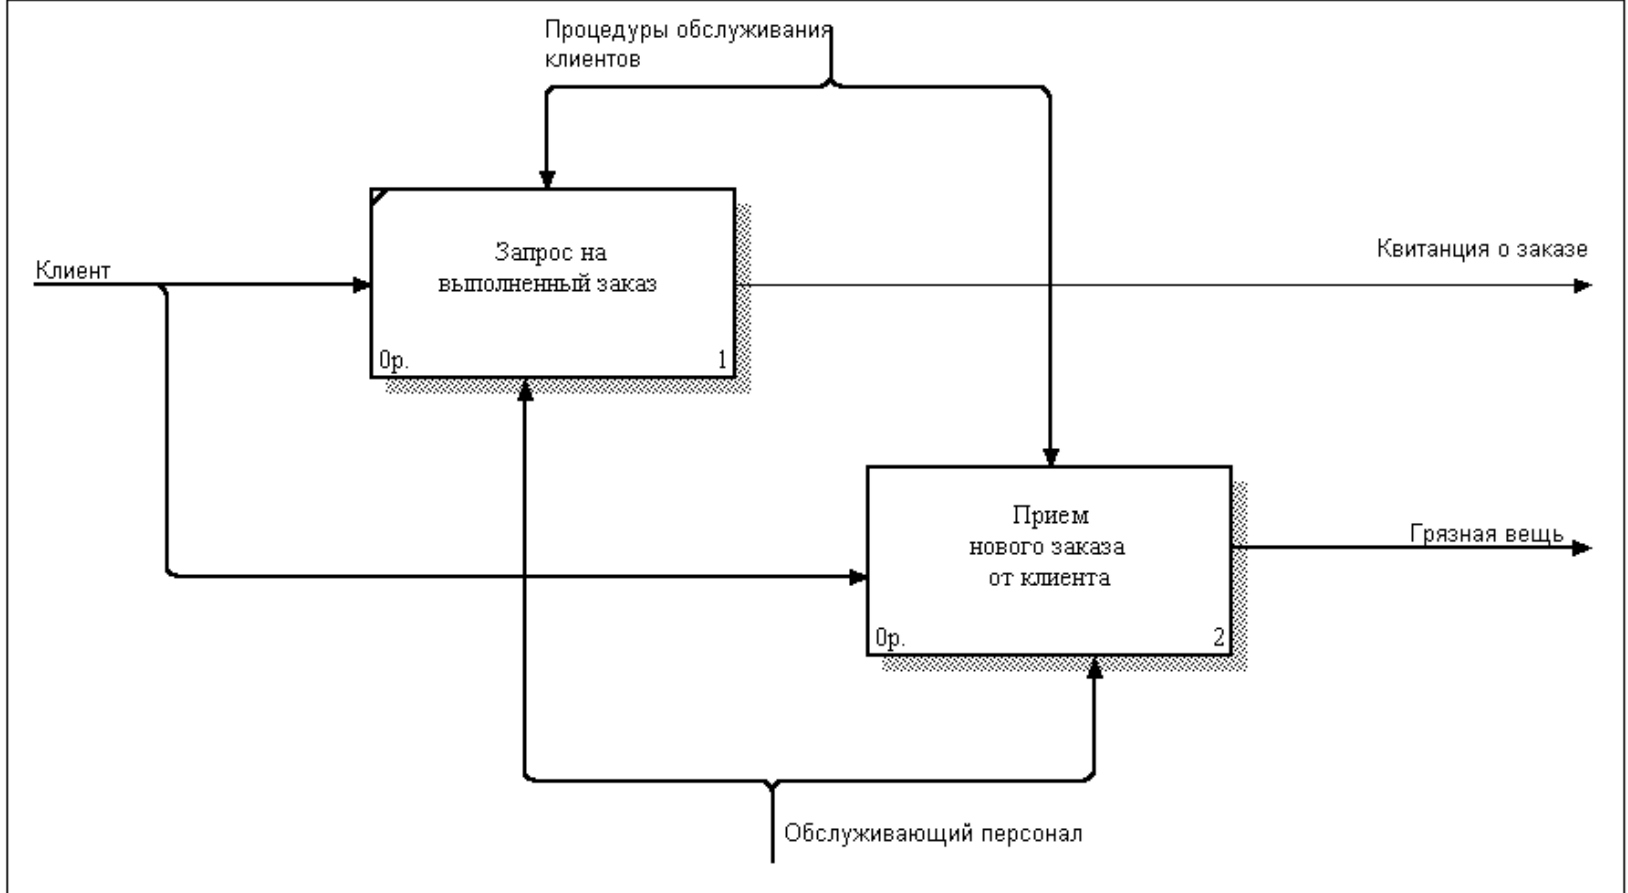 Процедуры обслуживания
клиентов
Клиент
Запрос на
выполненный заказ
0р.
1
Квитанция о заказе
Прием
нового заказа
от клиента
0р.
2
Грязная вещь
Обслуживающий персонал